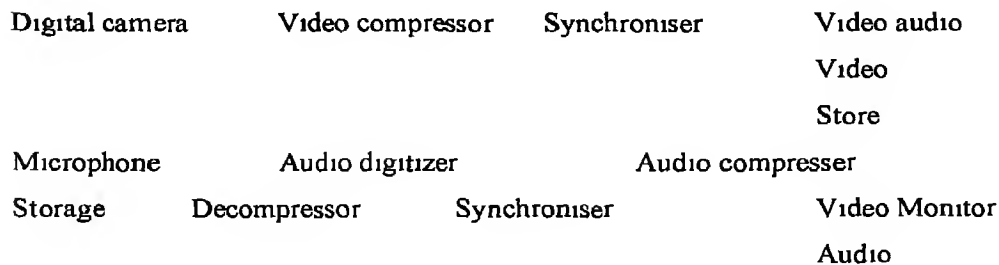 Digital camera Video compressor Synchroniser Video audio
Video
Store
Microphone Audio digitizer Audio compresser
Storage Decompressor Synchroniser Video Monitor
Audio